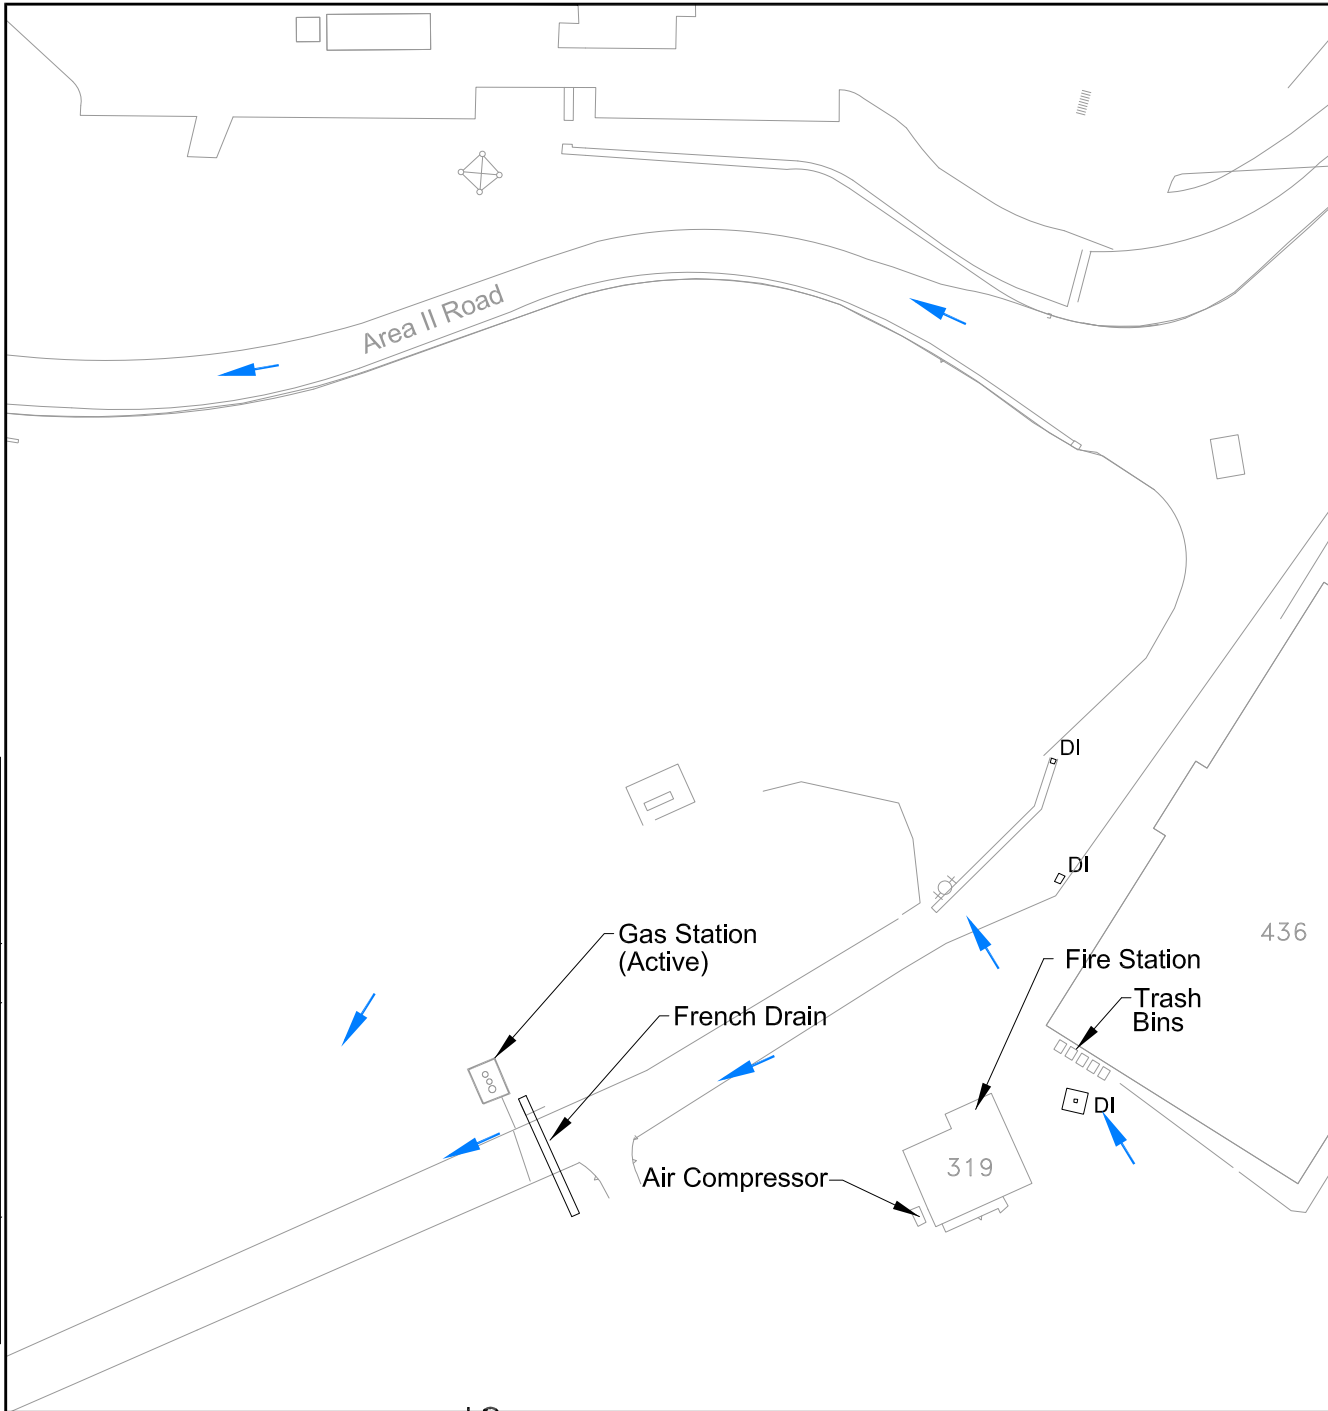 Area II Road
DI
DI
436
Gas Station
(Active)
Fire Station
Trash
Bins
French Drain
DI
319
Air Compressor